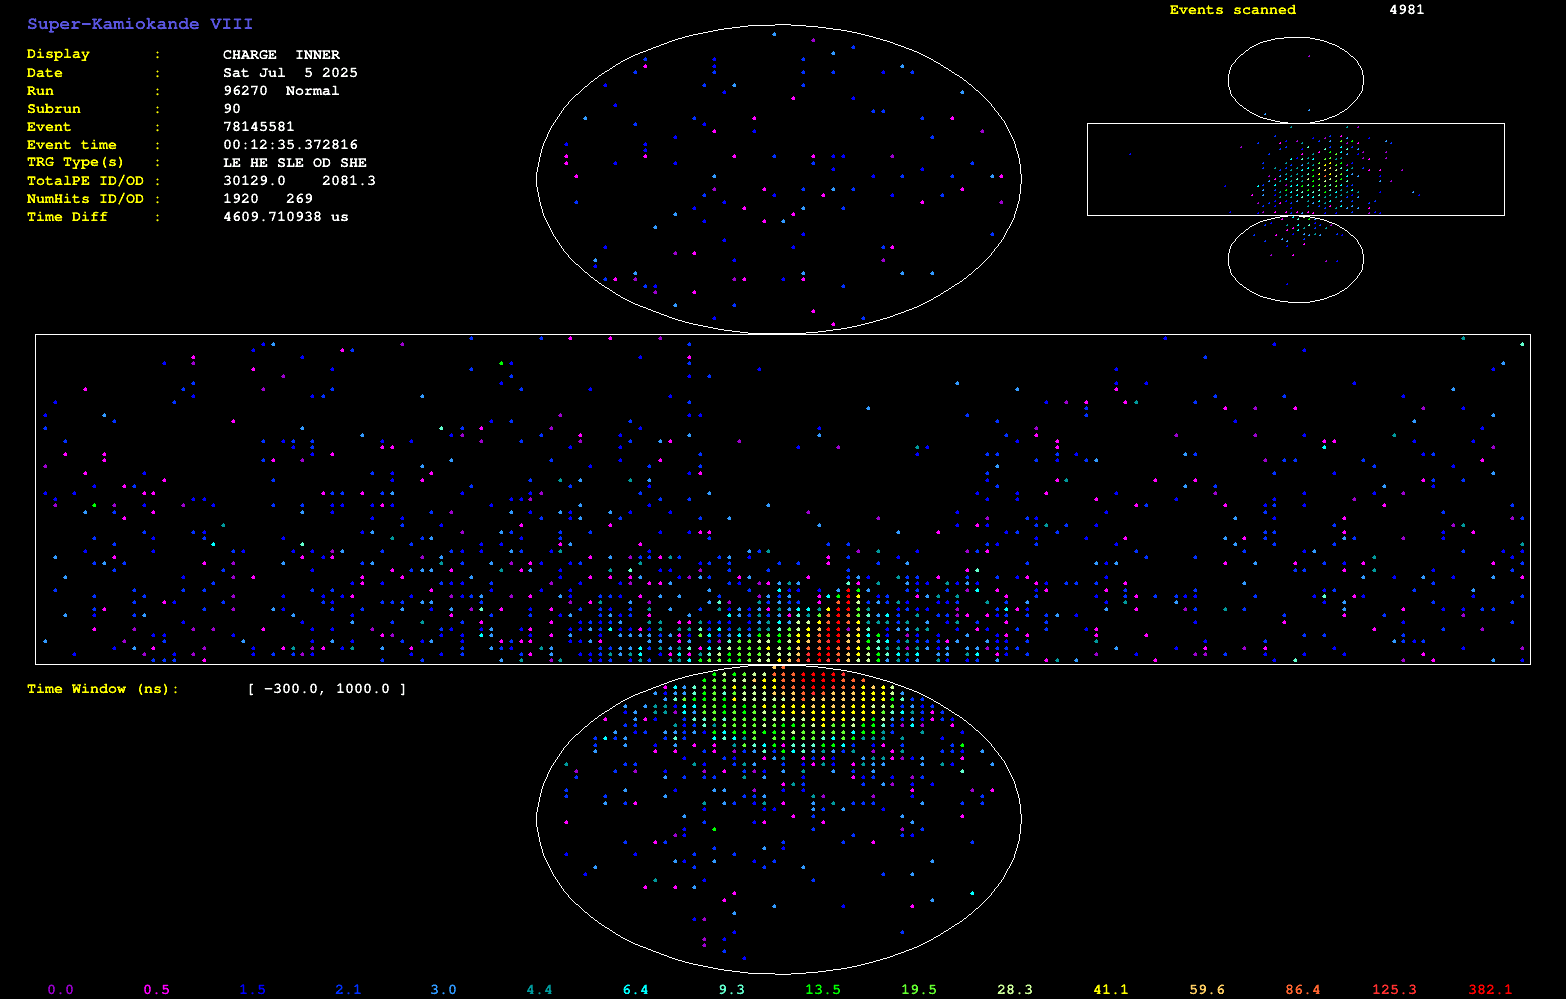 Super-Kamiokande VIII
Events scanned 4981
Display : CHARGE INNER
Date : Sat Jul 5 2025
Run : 96270 Normal
Subrun : 90
Event : 78145581
Event time : 00:12:35.372816
TRG Type(s) : LE HE SLE OD SHE
TotalPE ID/OD : 30129.0 2081.3
NumHits ID/OD : 1920 269
Time Diff : 4609.710938 us
Time Window (ns): [ -300.0, 1000.0 ]
0.0 0.5 1.5 2.1 3.0 4.4 6.4 9.3 13.5 19.5 28.3 41.1 59.6 86.4 125.3 382.1